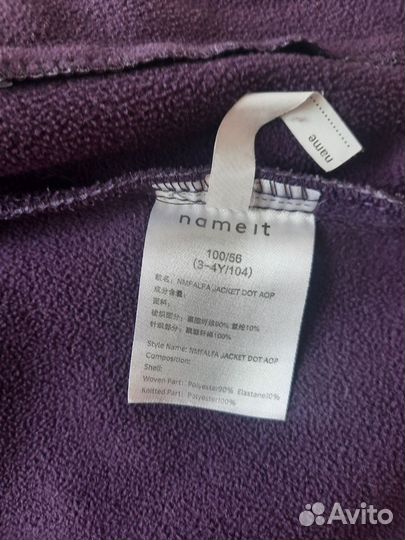 name
name it
100/56
(3-4Y/104)
款名: NMFALFA JACKET DOT AOP
成分含量:
面料:
梭织部分: 聚酯纤维90% 氨纶10%
针织部分: 聚酯纤维100%
Style Name: NMFALFA JACKET DOT AOP
Composition:
Shell:
Woven Part: Polyester90% Elastane10%
Knitted Part: Polyester100%
Avito